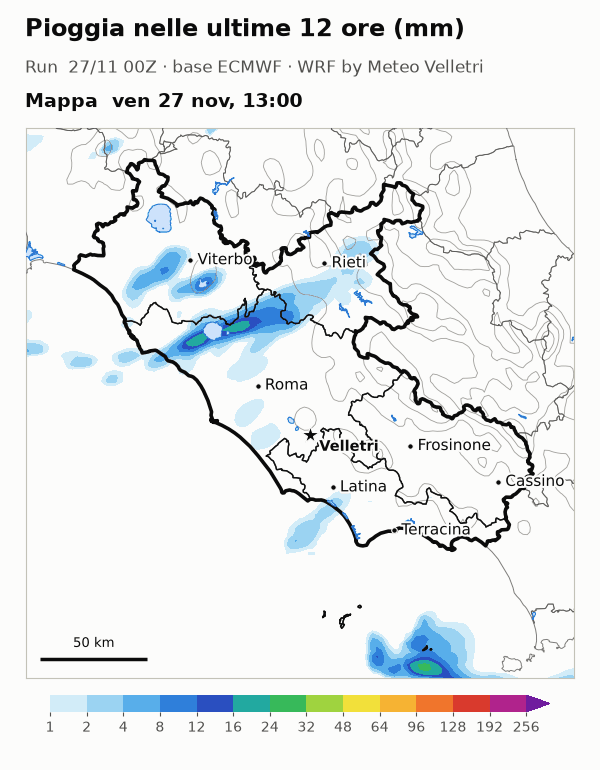 Pioggia nelle ultime 12 ore (mm)
Run  27/11 00Z · base ECMWF · WRF by Meteo Velletri
Mappa  ven 27 nov, 13:00
Viterbo
Rieti
Roma
Velletri
Frosinone
Latina
Cassino
Terracina
50 km
1 2 4 8 12 16 24 32 48 64 96 128 192 256